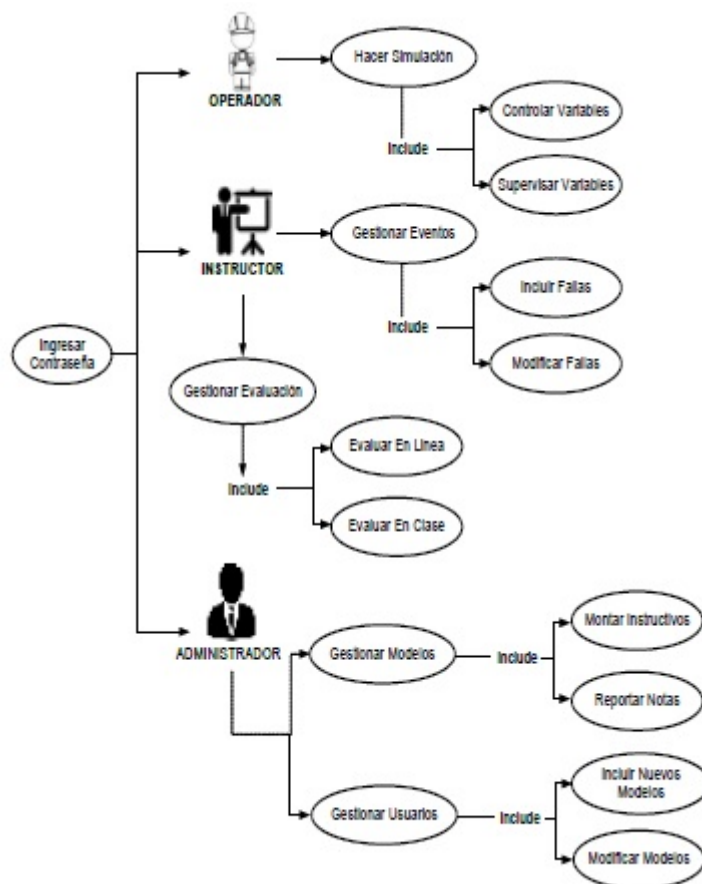 OPERADOR
Hacer Simulación
Include
Controlar Variables
Supervisar Variables
INSTRUCTOR
Gestionar Eventos
Include
Incluir Fallas
Modificar Fallas
Ingresar
Contraseña
Gestionar Evaluación
Include
Evaluar En Línea
Evaluar En Clase
ADMINISTRADOR
Gestionar Modelos
Include
Montar Instructivos
Reportar Notas
Gestionar Usuarios
Include
Incluir Nuevos
Modelos
Modificar Modelos